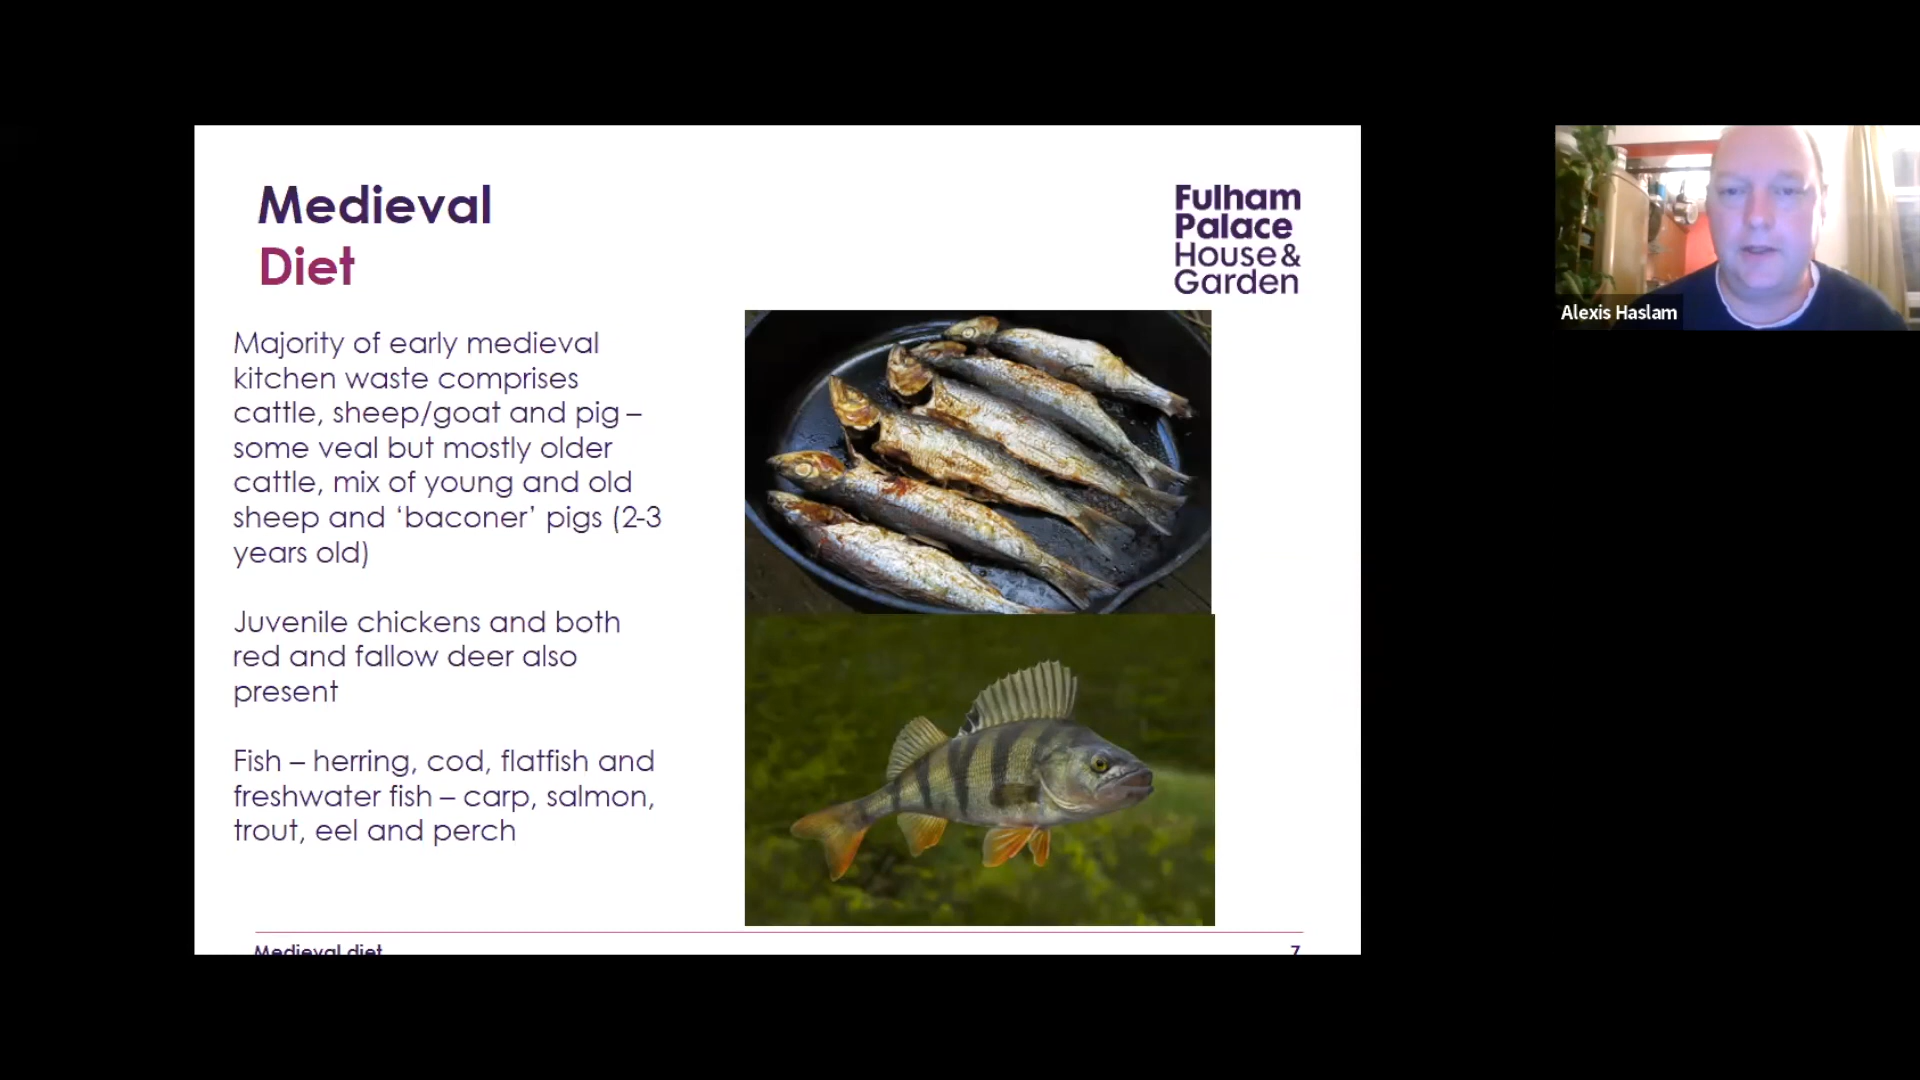 Medieval
Diet
Fulham
Palace
House&
Garden
Majority of early medieval
kitchen waste comprises
cattle, sheep/goat and pig –
some veal but mostly older
cattle, mix of young and old
sheep and ‘baconer’ pigs (2-3
years old)
Juvenile chickens and both
red and fallow deer also
present
Fish – herring, cod, flatfish and
freshwater fish – carp, salmon,
trout, eel and perch
Medieval diet
7
Alexis Haslam